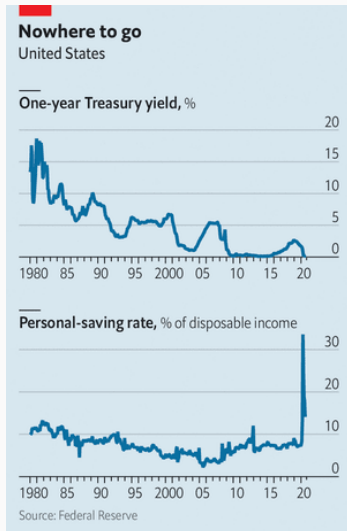 Nowhere to go
United States
One-year Treasury yield, %
20
15
10
5
0
1980 85 90 95 2000 05 10 15 20
Personal-saving rate, % of disposable income
30
20
10
0
1980 85 90 95 2000 05 10 15 20
Source: Federal Reserve